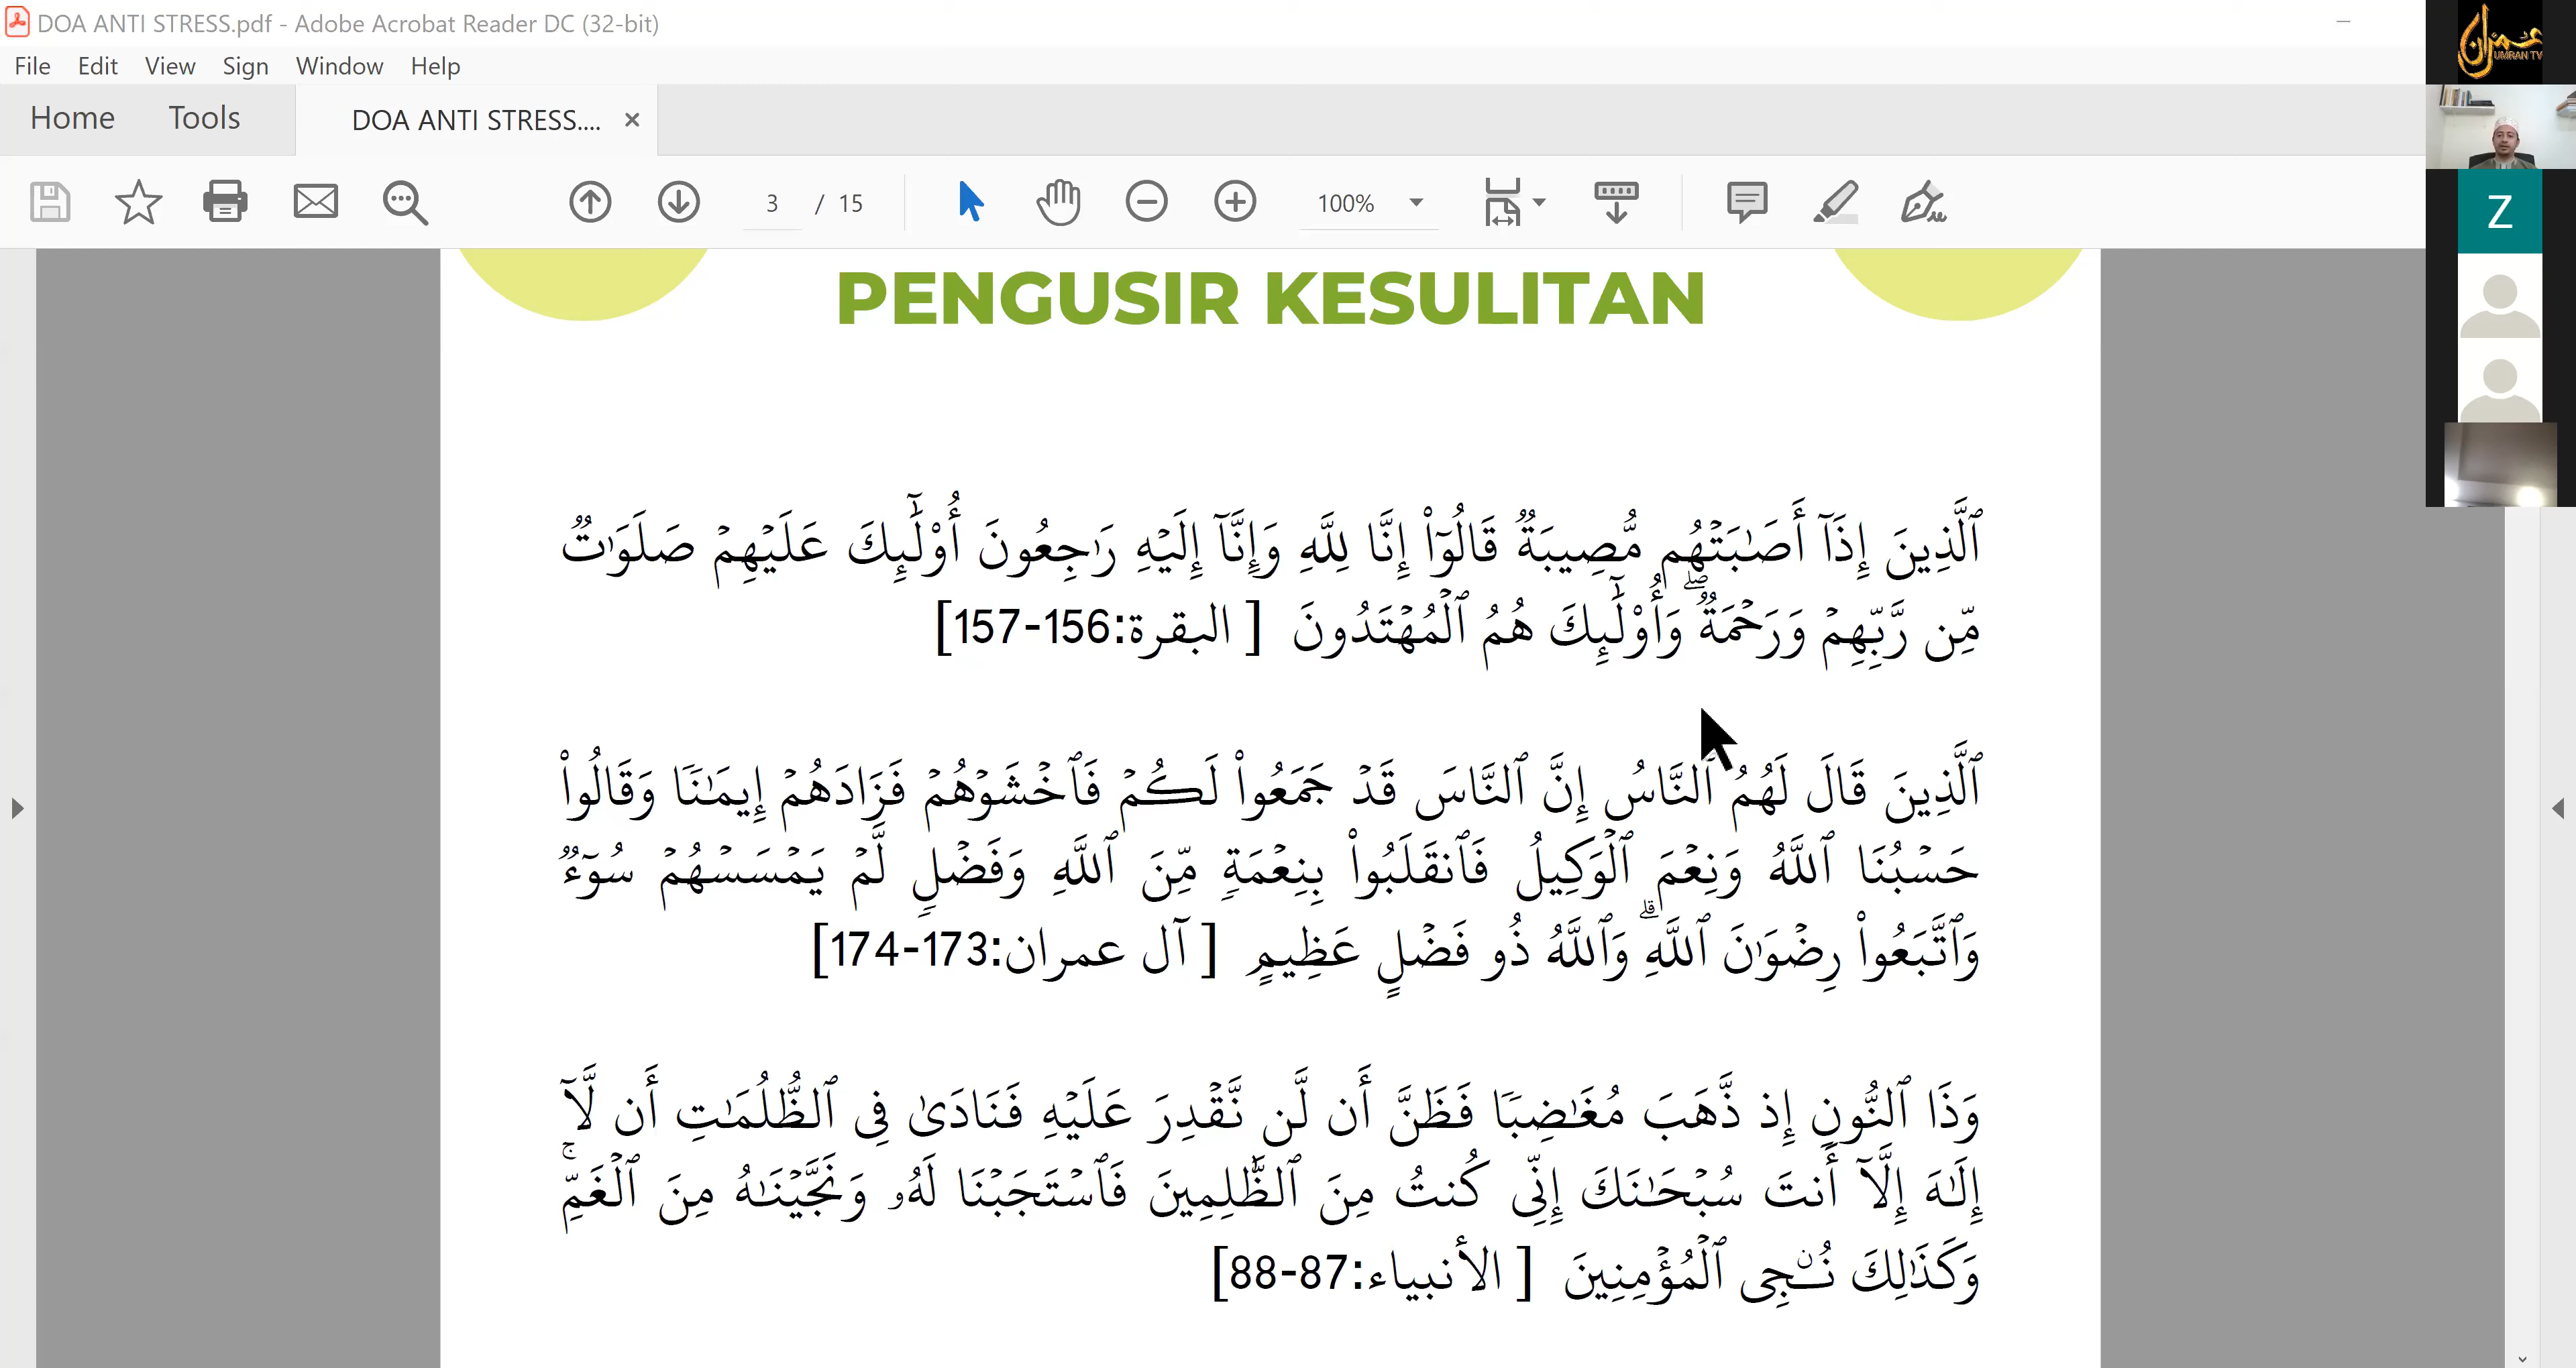 DOA ANTI STRESS.pdf - Adobe Acrobat Reader DC (32-bit)
File Edit View Sign Window Help
Home Tools DOA ANTI STRESS.... ×
3 / 15 100%
عمران
UMRAN TV
Z
PENGUSIR KESULITAN
ٱلَّذِينَ إِذَآ أَصَٰبَتۡهُم مُّصِيبَةٞ قَالُوٓاْ إِنَّا لِلَّهِ وَإِنَّآ إِلَيۡهِ رَٰجِعُونَ أُوْلَٰٓئِكَ عَلَيۡهِمۡ صَلَوَٰتٞ
مِّن رَّبِّهِمۡ وَرَحۡمَةٞۖ وَأُوْلَٰٓئِكَ هُمُ ٱلۡمُهۡتَدُونَ [ البقرة:156-157]
ٱلَّذِينَ قَالَ لَهُمُ ٱلنَّاسُ إِنَّ ٱلنَّاسَ قَدۡ جَمَعُواْ لَكُمۡ فَٱخۡشَوۡهُمۡ فَزَادَهُمۡ إِيمَٰنٗا وَقَالُواْ
حَسۡبُنَا ٱللَّهُ وَنِعۡمَ ٱلۡوَكِيلُ فَٱنقَلَبُواْ بِنِعۡمَةٖ مِّنَ ٱللَّهِ وَفَضۡلٖ لَّمۡ يَمۡسَسۡهُمۡ سُوٓءٞ
وَٱتَّبَعُواْ رِضۡوَٰنَ ٱللَّهِۗ وَٱللَّهُ ذُو فَضۡلٍ عَظِيمٍ [ آل عمران:173-174]
وَذَا ٱلنُّونِ إِذ ذَّهَبَ مُغَٰضِبٗا فَظَنَّ أَن لَّن نَّقۡدِرَ عَلَيۡهِ فَنَادَىٰ فِي ٱلظُّلُمَٰتِ أَن لَّآ
إِلَٰهَ إِلَّآ أَنتَ سُبۡحَٰنَكَ إِنِّي كُنتُ مِنَ ٱلظَّٰلِمِينَ فَٱسۡتَجَبۡنَا لَهُۥ وَنَجَّيۡنَٰهُ مِنَ ٱلۡغَمِّۚ
وَكَذَٰلِكَ نُـۨجِي ٱلۡمُؤۡمِنِينَ [ الأنبياء:87-88]